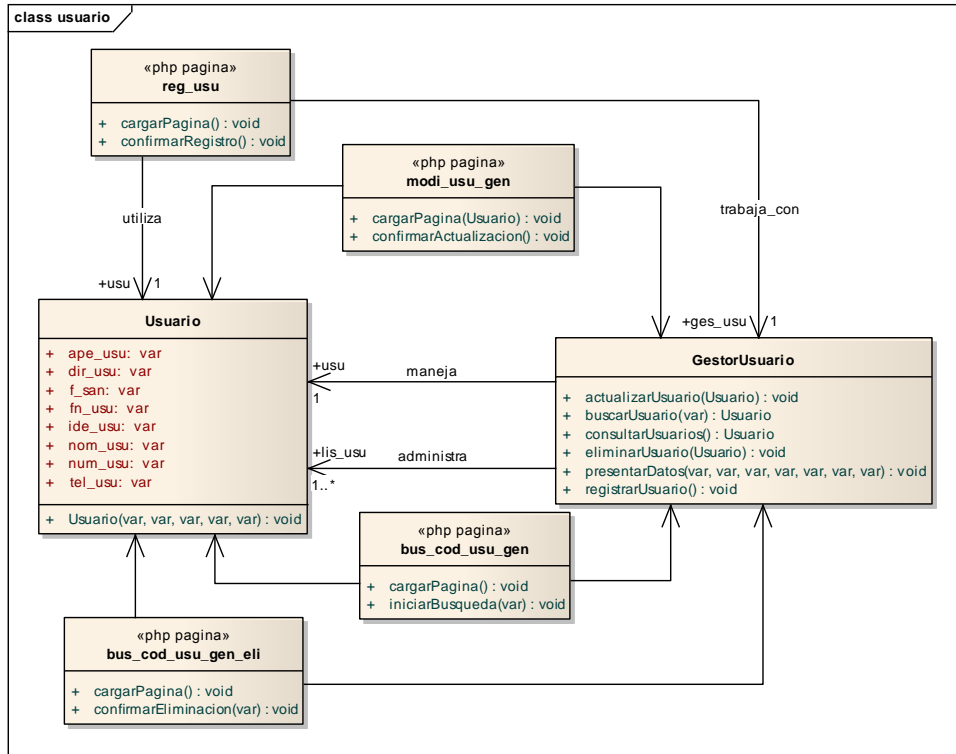 class usuario
«php pagina»
reg_usu
+ cargarPagina() : void
+ confirmarRegistro() : void
«php pagina»
modi_usu_gen
+ cargarPagina(Usuario) : void
+ confirmarActualizacion() : void
utiliza
trabaja_con
+usu
1
+ges_usu
1
Usuario
+ ape_usu: var
+ dir_usu: var
+ f_san: var
+ fn_usu: var
+ ide_usu: var
+ nom_usu: var
+ num_usu: var
+ tel_usu: var
+ Usuario(var, var, var, var, var) : void
+usu
maneja
1
+lis_usu
administra
1..*
GestorUsuario
+ actualizarUsuario(Usuario) : void
+ buscarUsuario(var) : Usuario
+ consultarUsuarios() : Usuario
+ eliminarUsuario(Usuario) : void
+ presentarDatos(var, var, var, var, var, var, var) : void
+ registrarUsuario() : void
«php pagina»
bus_cod_usu_gen
+ cargarPagina() : void
+ iniciarBusqueda(var) : void
«php pagina»
bus_cod_usu_gen_eli
+ cargarPagina() : void
+ confirmarEliminacion(var) : void